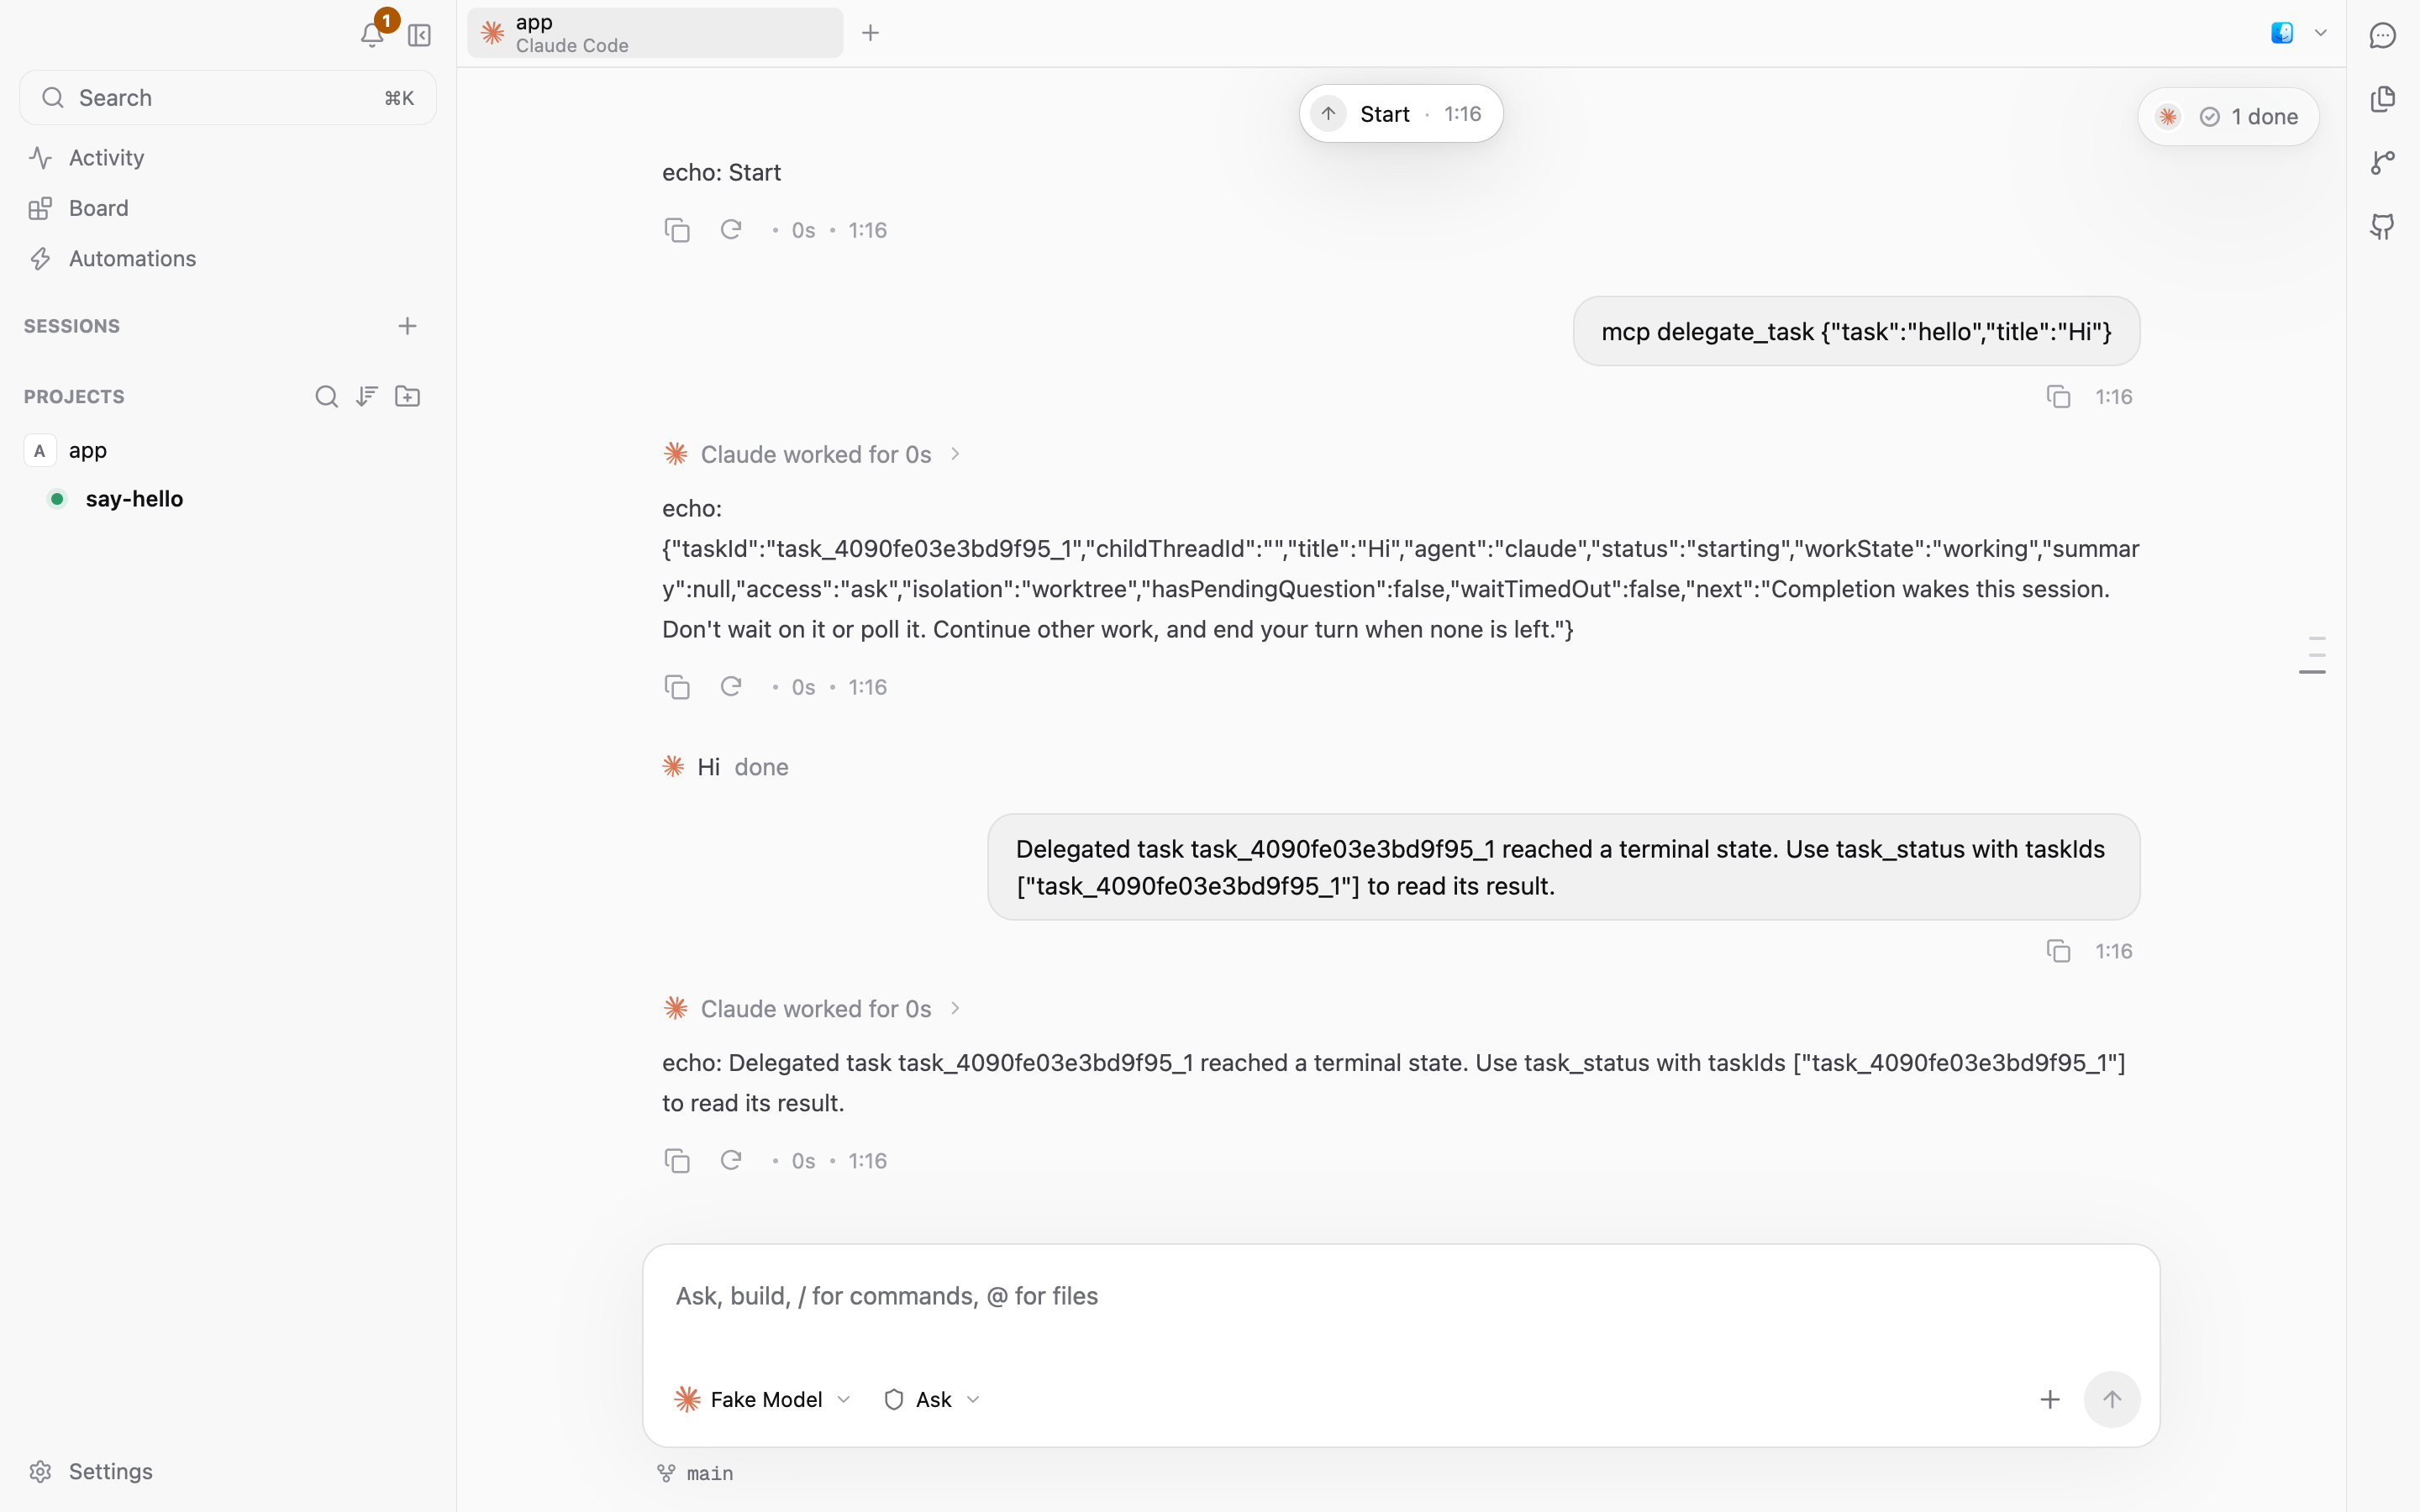 1
app
Claude Code
Search
⌘K
Start · 1:16
1 done
Activity
echo: Start
Board
• 0s • 1:16
Automations
SESSIONS
mcp delegate_task {"task":"hello","title":"Hi"}
PROJECTS
1:16
A
app
Claude worked for 0s
say-hello
echo:
{"taskId":"task_4090fe03e3bd9f95_1","childThreadId":"","title":"Hi","agent":"claude","status":"starting","workState":"working","summar
y":null,"access":"ask","isolation":"worktree","hasPendingQuestion":false,"waitTimedOut":false,"next":"Completion wakes this session.
Don't wait on it or poll it. Continue other work, and end your turn when none is left."}
• 0s • 1:16
Hi done
Delegated task task_4090fe03e3bd9f95_1 reached a terminal state. Use task_status with taskIds
["task_4090fe03e3bd9f95_1"] to read its result.
1:16
Claude worked for 0s
echo: Delegated task task_4090fe03e3bd9f95_1 reached a terminal state. Use task_status with taskIds ["task_4090fe03e3bd9f95_1"]
to read its result.
• 0s • 1:16
Ask, build, / for commands, @ for files
Fake Model
Ask
Settings
main